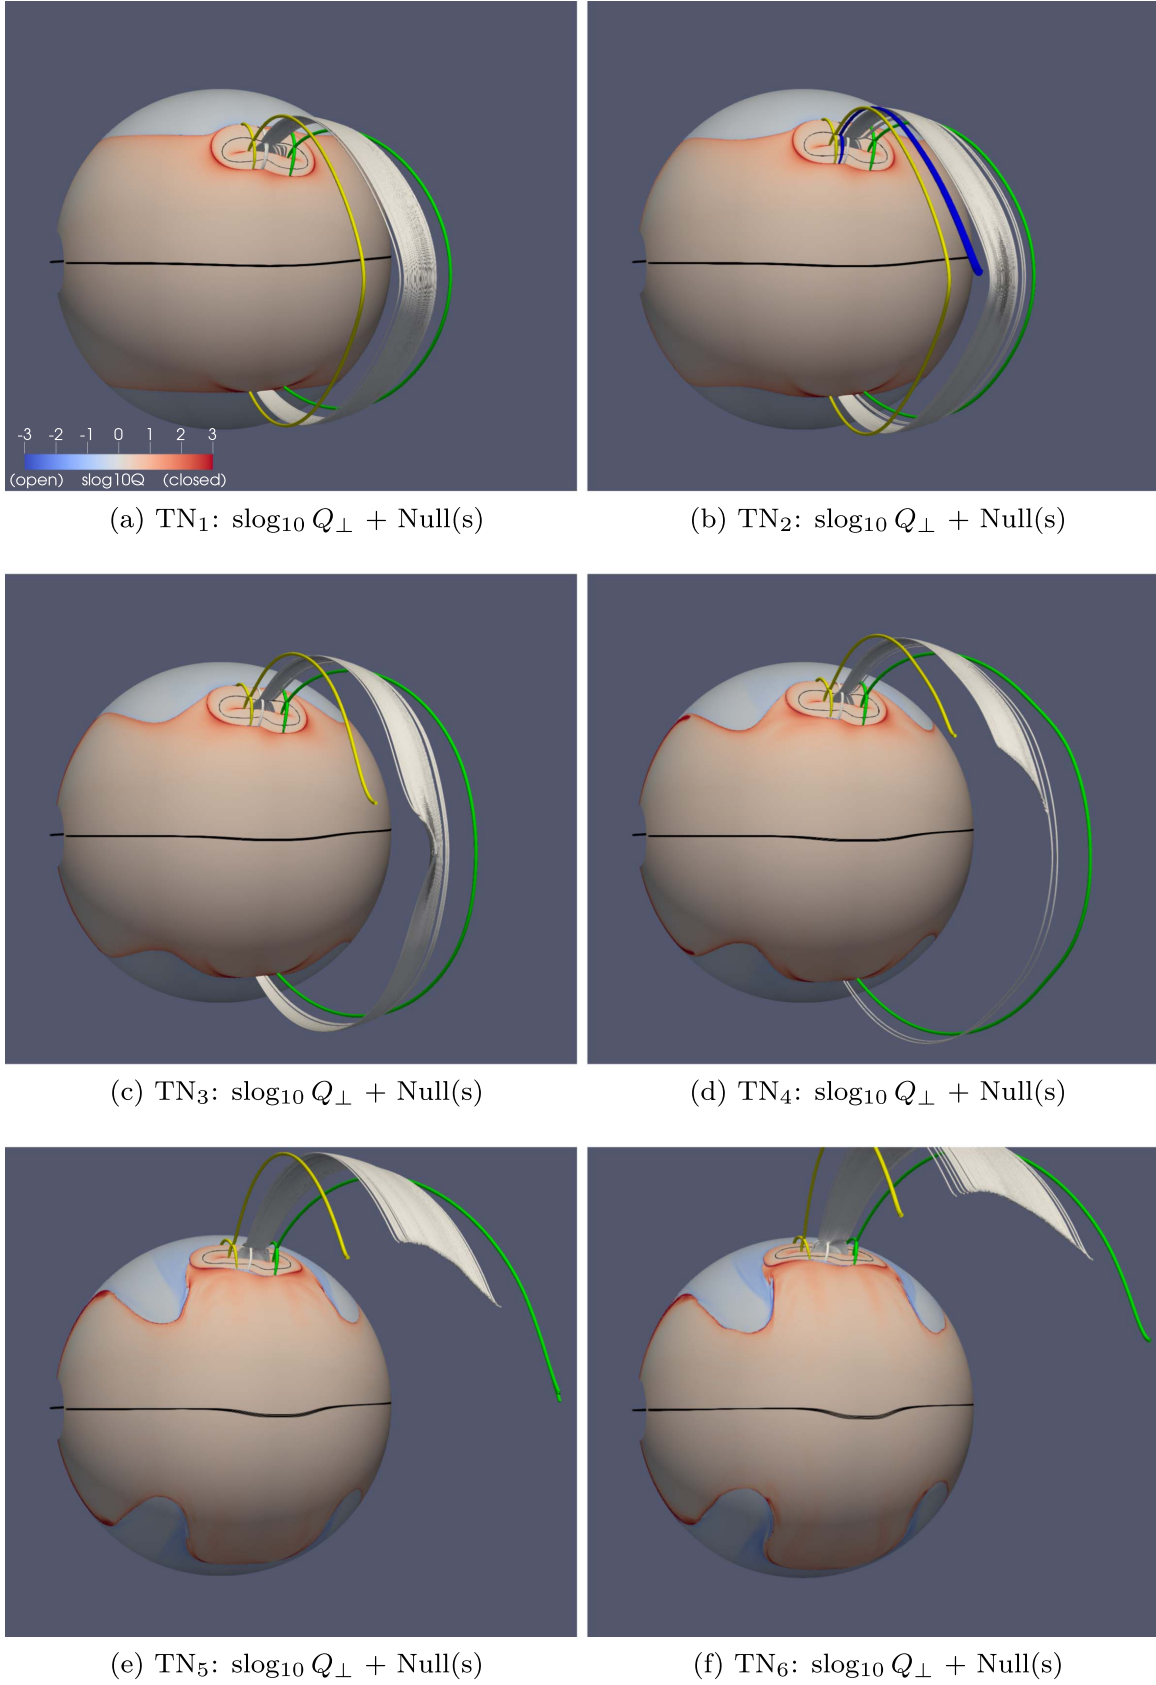 -3 -2 -1 0 1 2 3
(open) slog10Q (closed)
(a) TN₁: slog₁₀ Q⊥ + Null(s)
(b) TN₂: slog₁₀ Q⊥ + Null(s)
(c) TN₃: slog₁₀ Q⊥ + Null(s)
(d) TN₄: slog₁₀ Q⊥ + Null(s)
(e) TN₅: slog₁₀ Q⊥ + Null(s)
(f) TN₆: slog₁₀ Q⊥ + Null(s)